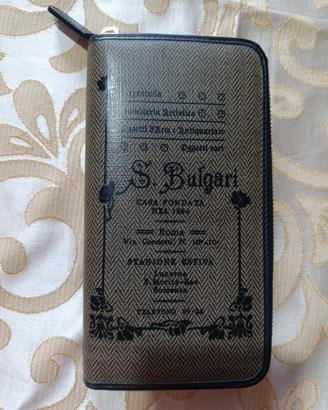 Argenteria
Gioielleria Artistica
Oggetti d'Arte e Antiquariato
Oggetti rari
S. Bulgari
CASA FONDATA
NEL 1884
Roma
Via Condotti N.
STAGIONE ESTIVA
Lucerna
S. Moritz-Bad
TELEFONO